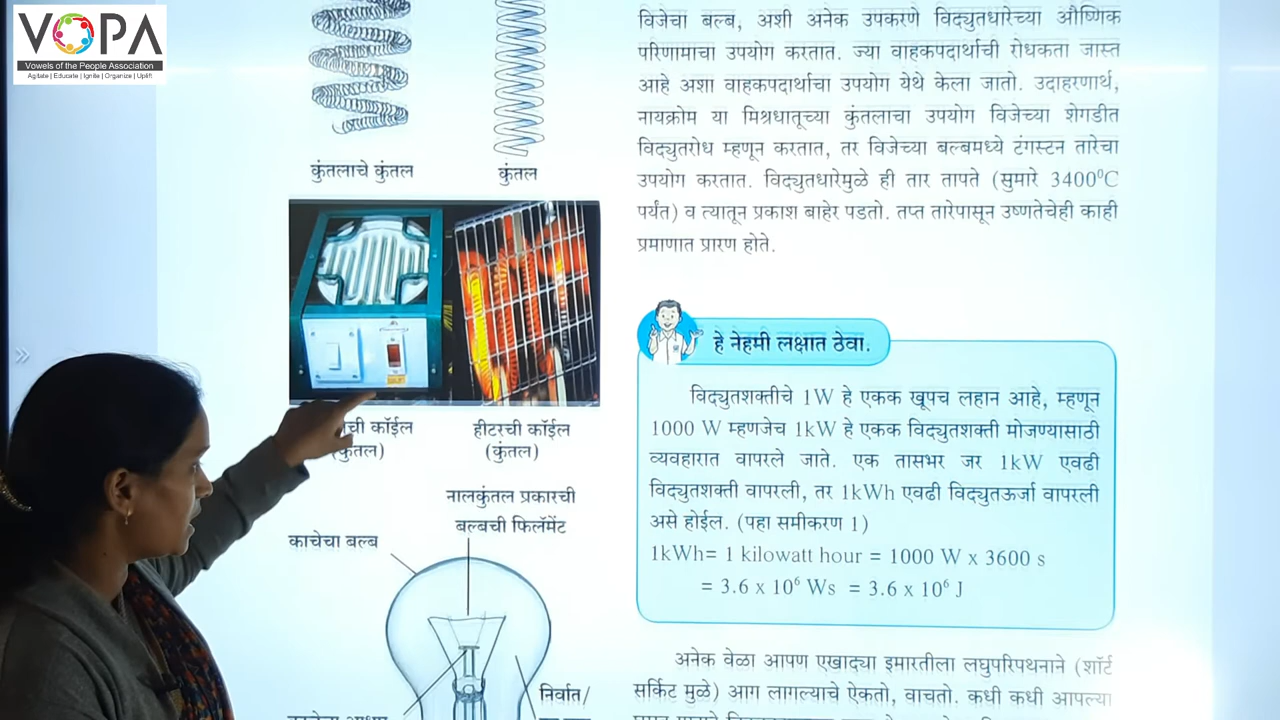 VOPA
Vowels of the People Association
Agitate | Educate | Ignite | Organize | Uplift
कुंतलाचे कुंतल
कुंतल
ची कॉईल
(कुंतल)
हीटरची कॉईल
(कुंतल)
नालकुंतल प्रकारची
बल्बची फिलॅमेंट
काचेचा बल्ब
निर्वात/
विजेचा बल्ब, अशी अनेक उपकरणे विद्युतधारेच्या औष्णिक
परिणामाचा उपयोग करतात. ज्या वाहकपदार्थाची रोधकता जास्त
आहे अशा वाहकपदार्थाचा उपयोग येथे केला जातो. उदाहरणार्थ,
नायक्रोम या मिश्रधातूच्या कुंतलाचा उपयोग विजेच्या शेगडीत
विद्युतरोध म्हणून करतात, तर विजेच्या बल्बमध्ये टंगस्टन तारेचा
उपयोग करतात. विद्युतधारेमुळे ही तार तापते (सुमारे 3400⁰C
पर्यंत) व त्यातून प्रकाश बाहेर पडतो. तप्त तारेपासून उष्णतेचेही काही
प्रमाणात प्रारण होते.
हे नेहमी लक्षात ठेवा.
विद्युतशक्तीचे 1W हे एकक खूपच लहान आहे, म्हणून
1000 W म्हणजेच 1kW हे एकक विद्युतशक्ती मोजण्यासाठी
व्यवहारात वापरले जाते. एक तासभर जर 1kW एवढी
विद्युतशक्ती वापरली, तर 1kWh एवढी विद्युतऊर्जा वापरली
असे होईल. (पहा समीकरण 1)
1kWh= 1 kilowatt hour = 1000 W x 3600 s
= 3.6 x 10⁶ Ws = 3.6 x 10⁶ J
अनेक वेळा आपण एखाद्या इमारतीला लघुपरिपथनाने (शॉर्ट
सर्किट मुळे) आग लागल्याचे ऐकतो, वाचतो. कधी कधी आपल्या